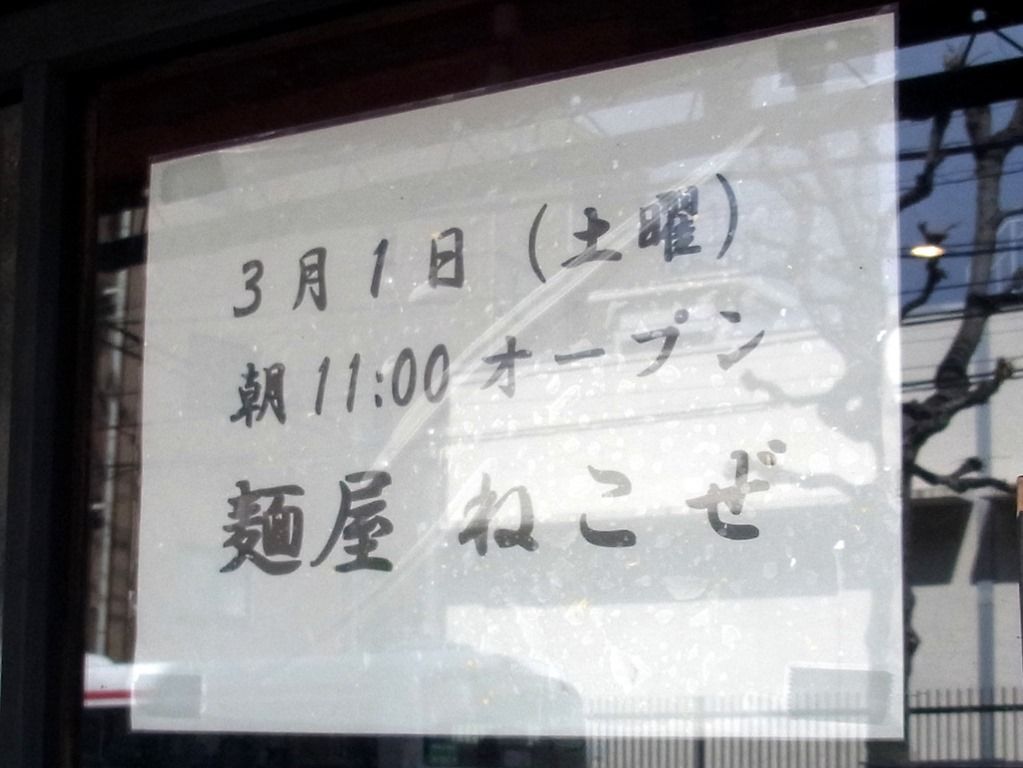 3月1日(土曜)
朝11:00オープン
麺屋 ねこぜ